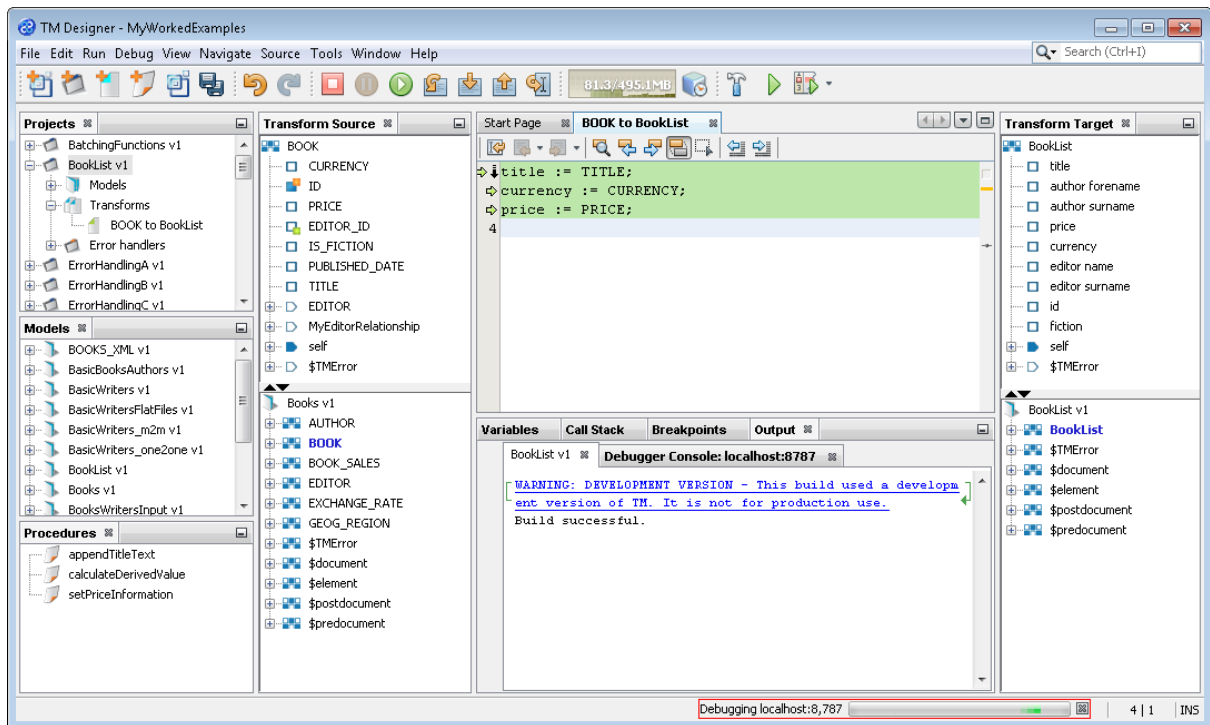 TM Designer - MyWorkedExamples
File Edit Run Debug View Navigate Source Tools Window Help
Search (Ctrl+I)
81.3/495.1MB
Projects
BatchingFunctions v1
BookList v1
Models
Transforms
BOOK to BookList
Error handlers
ErrorHandlingA v1
ErrorHandlingB v1
ErrorHandlingC v1
Models
BOOKS_XML v1
BasicBooksAuthors v1
BasicWriters v1
BasicWritersFlatFiles v1
BasicWriters_m2m v1
BasicWriters_one2one v1
BookList v1
Books v1
BooksWritersInput v1
Procedures
appendTitleText
calculateDerivedValue
setPriceInformation
Transform Source
BOOK
CURRENCY
ID
PRICE
EDITOR_ID
IS_FICTION
PUBLISHED_DATE
TITLE
EDITOR
MyEditorRelationship
self
$TMError
Books v1
AUTHOR
BOOK
BOOK_SALES
EDITOR
EXCHANGE_RATE
GEOG_REGION
$TMError
$document
$element
$postdocument
$predocument
Start Page BOOK to BookList
title := TITLE;
currency := CURRENCY;
price := PRICE;
4
Variables Call Stack Breakpoints Output
BookList v1 Debugger Console: localhost:8787
WARNING: DEVELOPMENT VERSION - This build used a developm
ent version of TM. It is not for production use.
Build successful.
Transform Target
BookList
title
author forename
author surname
price
currency
editor name
editor surname
id
fiction
self
$TMError
BookList v1
BookList
$TMError
$document
$element
$postdocument
$predocument
Debugging localhost:8,787 4 | 1 INS